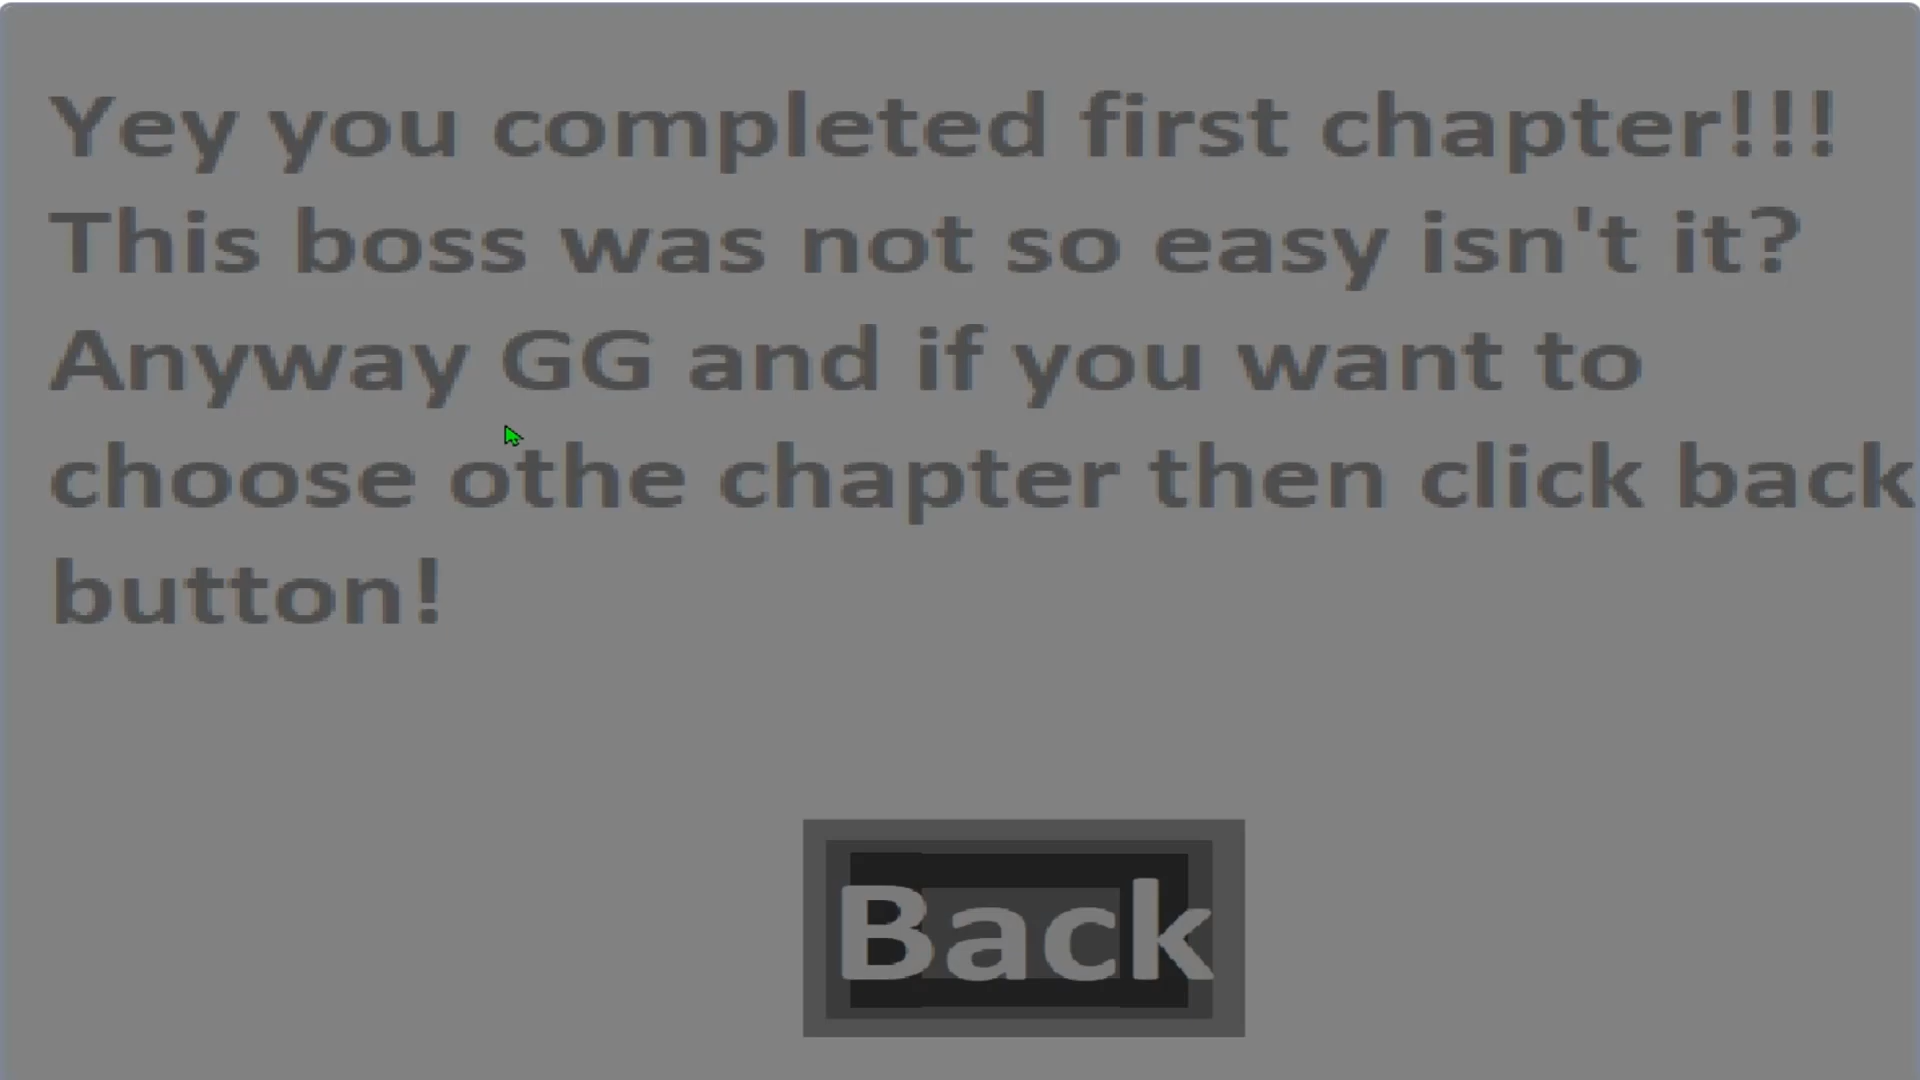 Yey you completed first chapter!!!
This boss was not so easy isn't it?
Anyway GG and if you want to
choose othe chapter then click back
button!
Back